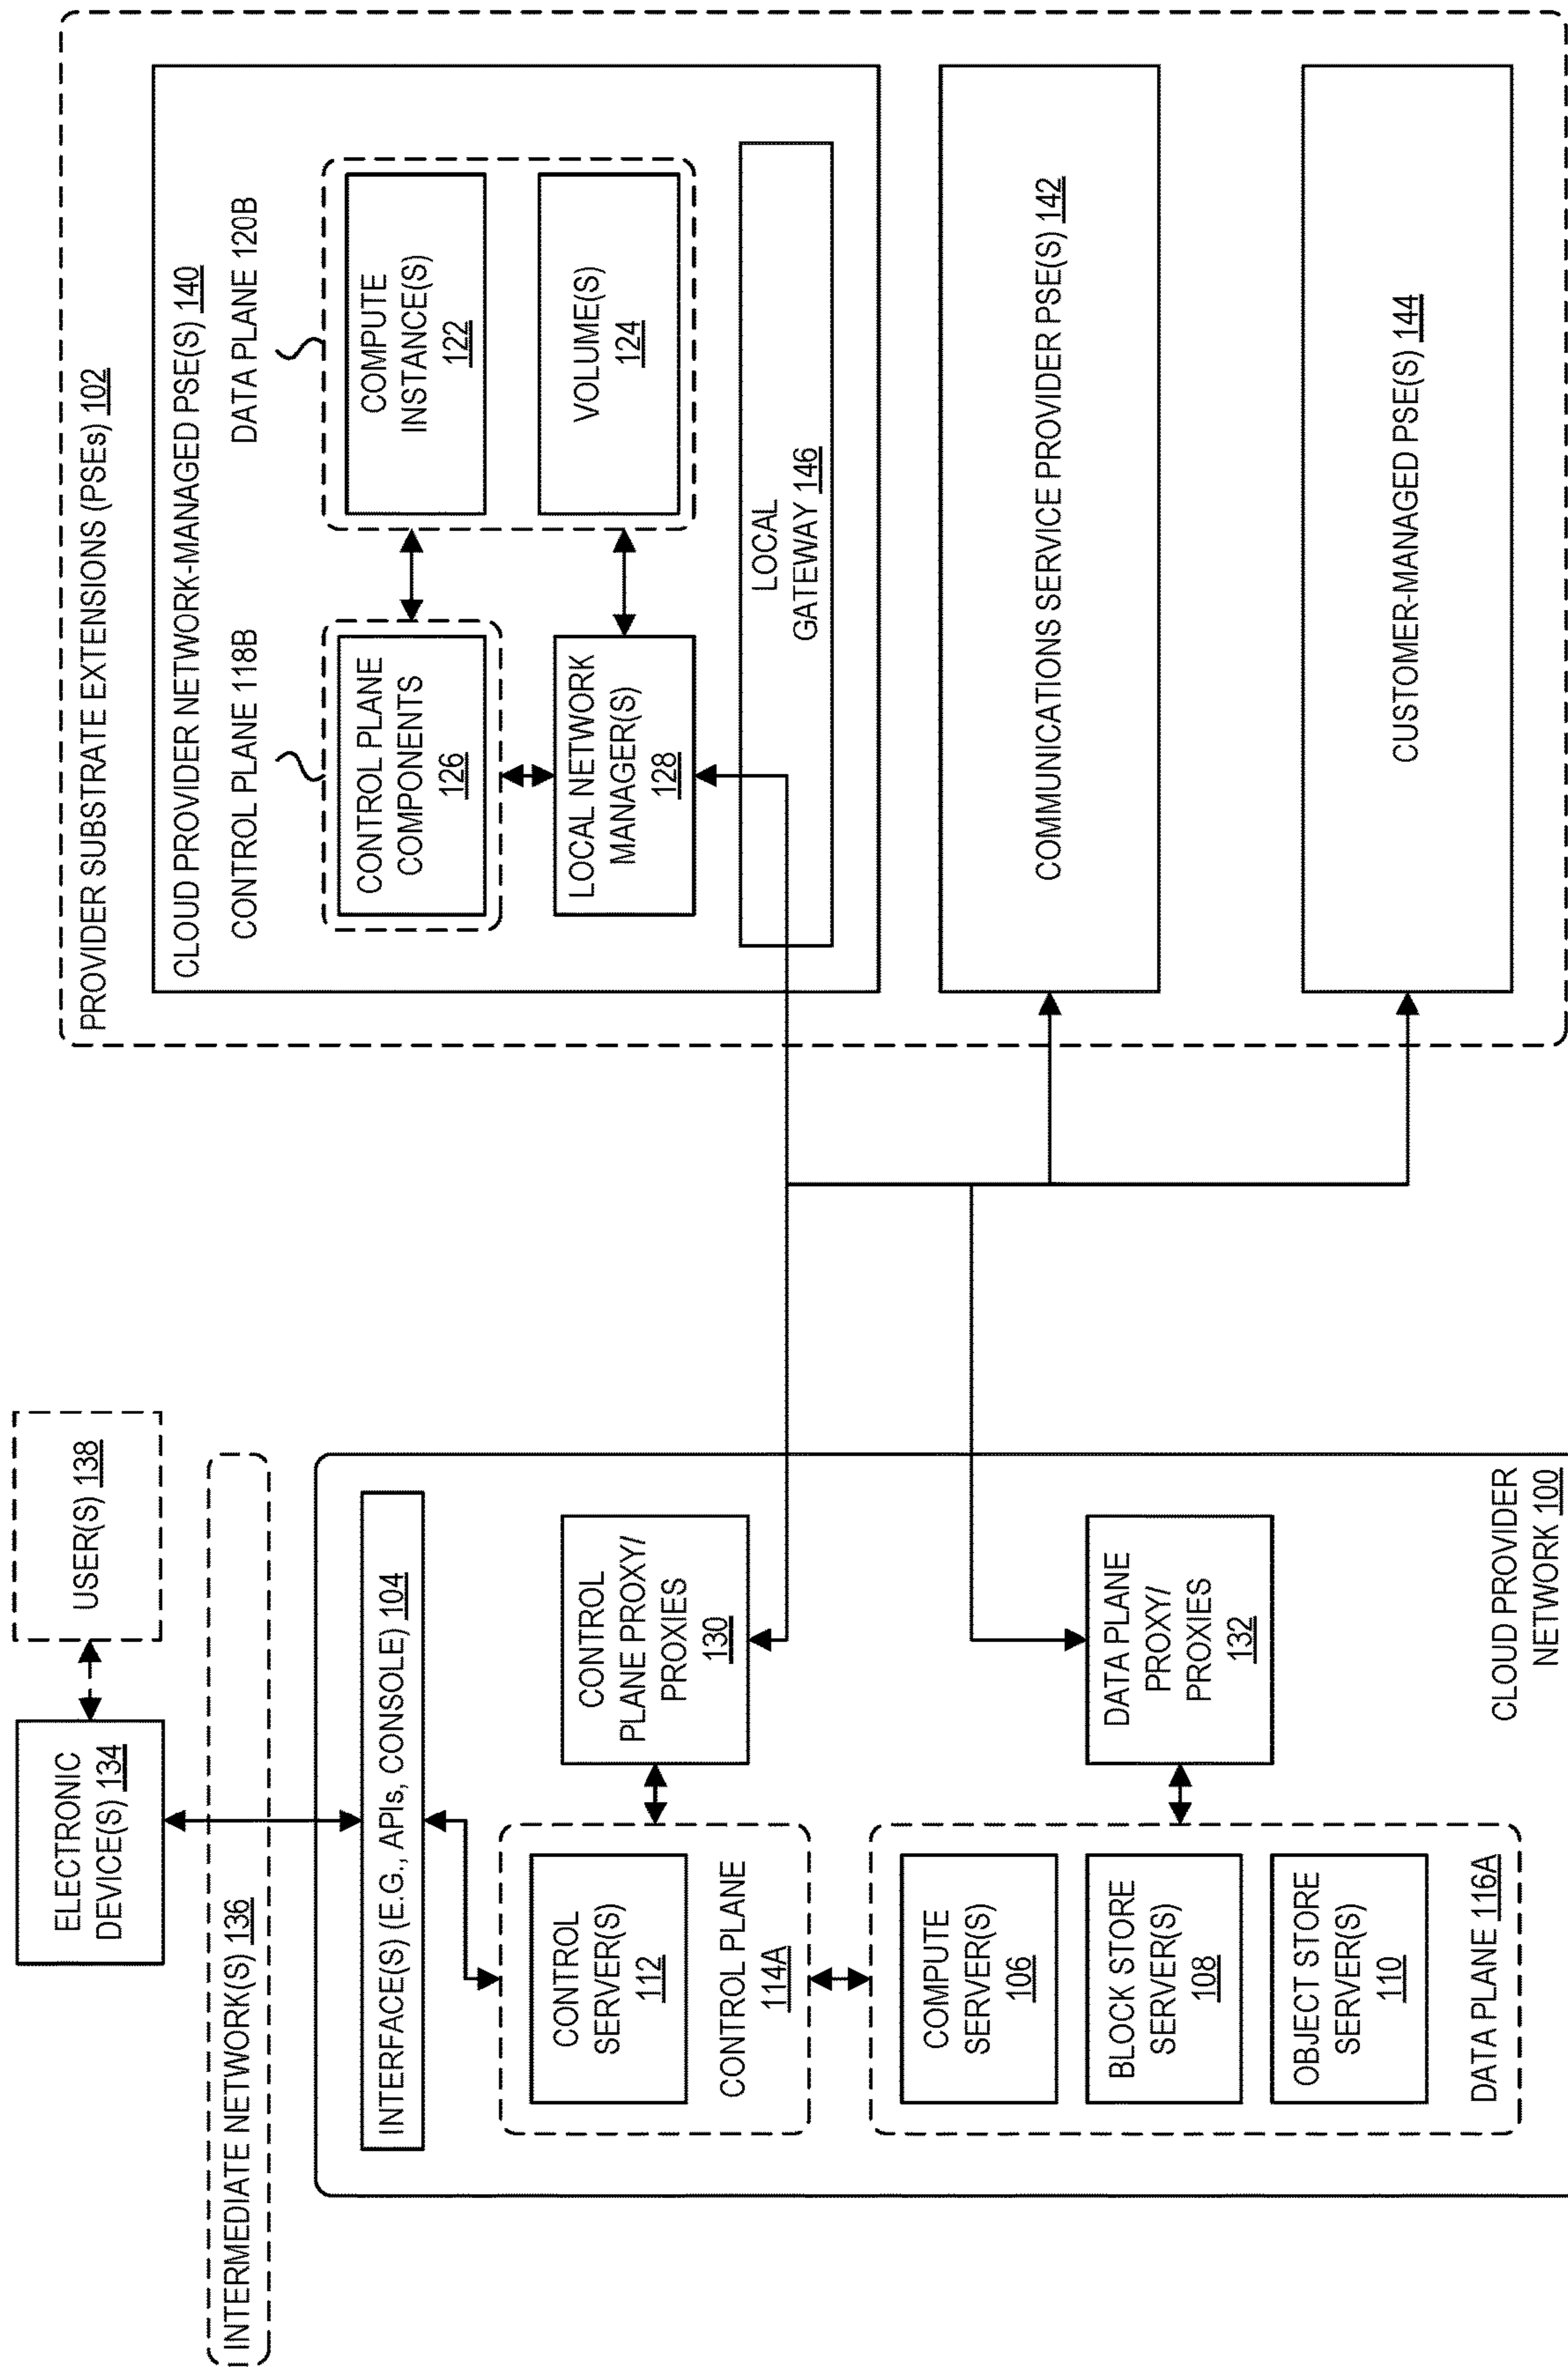 ELECTRONIC
DEVICE(S) 134
USER(S) 138
INTERMEDIATE NETWORK(S) 136
INTERFACE(S) (E.G., APIs, CONSOLE) 104
CONTROL
SERVER(S)
112
CONTROL PLANE
114A
CONTROL
PLANE PROXY/
PROXIES
130
COMPUTE
SERVER(S)
106
BLOCK STORE
SERVER(S)
108
OBJECT STORE
SERVER(S)
110
DATA PLANE 116A
DATA PLANE
PROXY/
PROXIES
132
CLOUD PROVIDER
NETWORK 100
PROVIDER SUBSTRATE EXTENSIONS (PSEs) 102
CLOUD PROVIDER NETWORK-MANAGED PSE(S) 140
CONTROL PLANE 118B
DATA PLANE 120B
CONTROL PLANE
COMPONENTS
126
COMPUTE
INSTANCE(S)
122
LOCAL NETWORK
MANAGER(S)
128
VOLUME(S)
124
LOCAL
GATEWAY 146
COMMUNICATIONS SERVICE PROVIDER PSE(S) 142
CUSTOMER-MANAGED PSE(S) 144